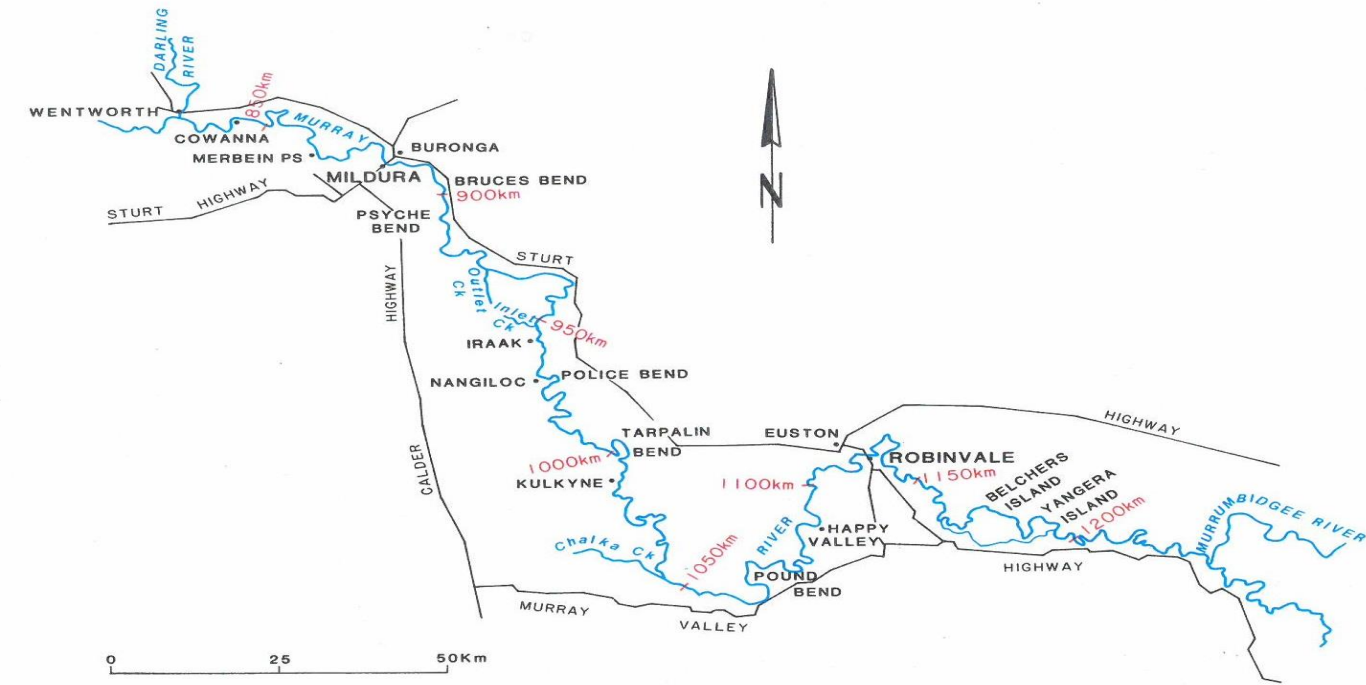 DARLING
RIVER
850km
WENTWORTH
COWANNA
MURRAY
MERBEIN PS
BURONGA
MILDURA
BRUCES BEND
900km
STURT
HIGHWAY
PSYCHE
BEND
N
STURT
HIGHWAY
Outlet
Ck
Inlet
Ck
950km
IRAAK
NANGILOC
POLICE BEND
TARPALIN
BEND
EUSTON
HIGHWAY
ROBINVALE
1000km
KULKYNE
CALDER
1100km
1150km
BELCHERS
ISLAND
YANGERA
ISLAND
1200km
MURRUMBIDGEE RIVER
RIVER
HAPPY
VALLEY
Chalka Ck
1050km
POUND
BEND
HIGHWAY
MURRAY
VALLEY
0 25 50Km